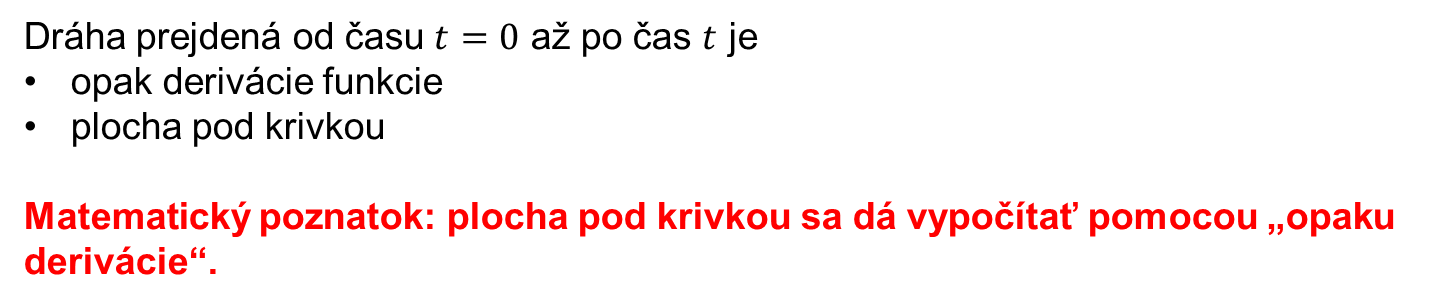 Dráha prejdená od času t = 0 až po čas t je
• opak derivácie funkcie
• plocha pod krivkou
Matematický poznatok: plocha pod krivkou sa dá vypočítať pomocou „opaku
derivácie“.